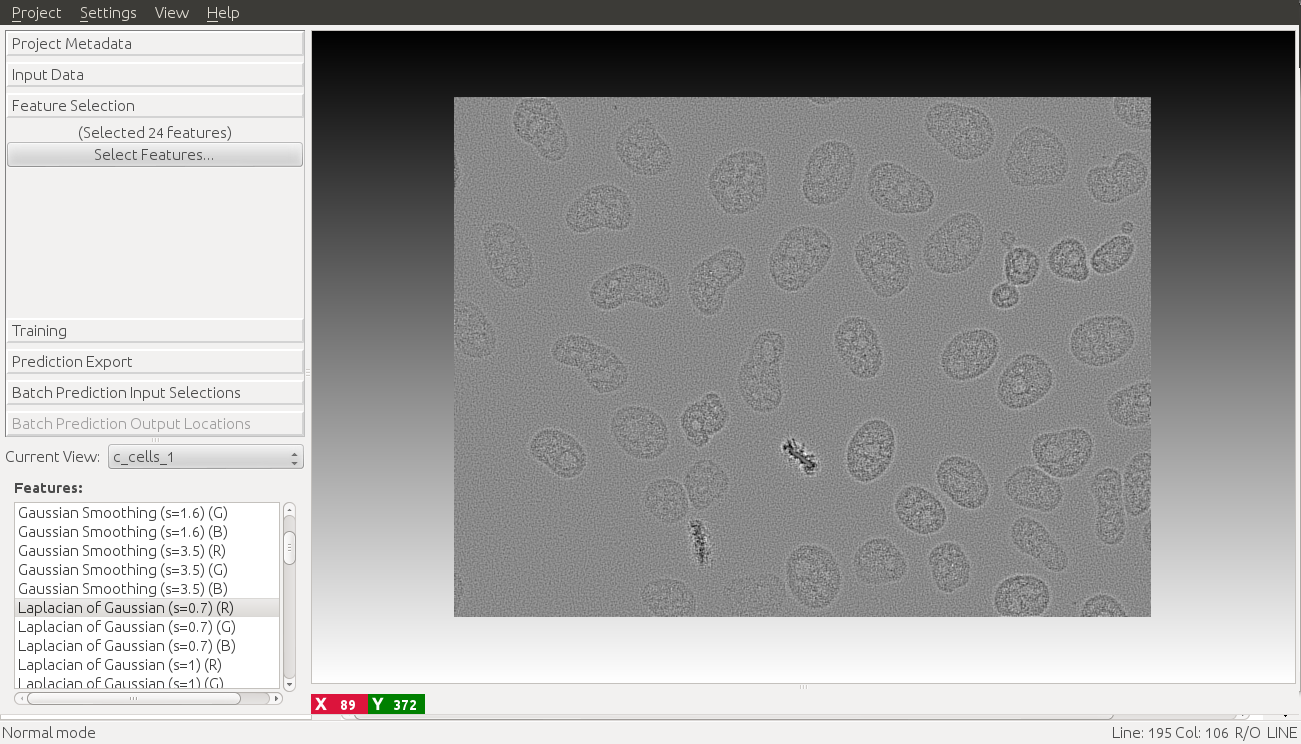 Project Settings View Help
Project Metadata
Input Data
Feature Selection
(Selected 24 features)
Select Features...
Training
Prediction Export
Batch Prediction Input Selections
Batch Prediction Output Locations
Current View: c_cells_1
Features:
Gaussian Smoothing (s=1.6) (G)
Gaussian Smoothing (s=1.6) (B)
Gaussian Smoothing (s=3.5) (R)
Gaussian Smoothing (s=3.5) (G)
Gaussian Smoothing (s=3.5) (B)
Laplacian of Gaussian (s=0.7) (R)
Laplacian of Gaussian (s=0.7) (G)
Laplacian of Gaussian (s=0.7) (B)
Laplacian of Gaussian (s=1) (R)
Laplacian of Gaussian (s=1) (G)
X 89 Y 372
Normal mode Line: 195 Col: 106 R/O LINE